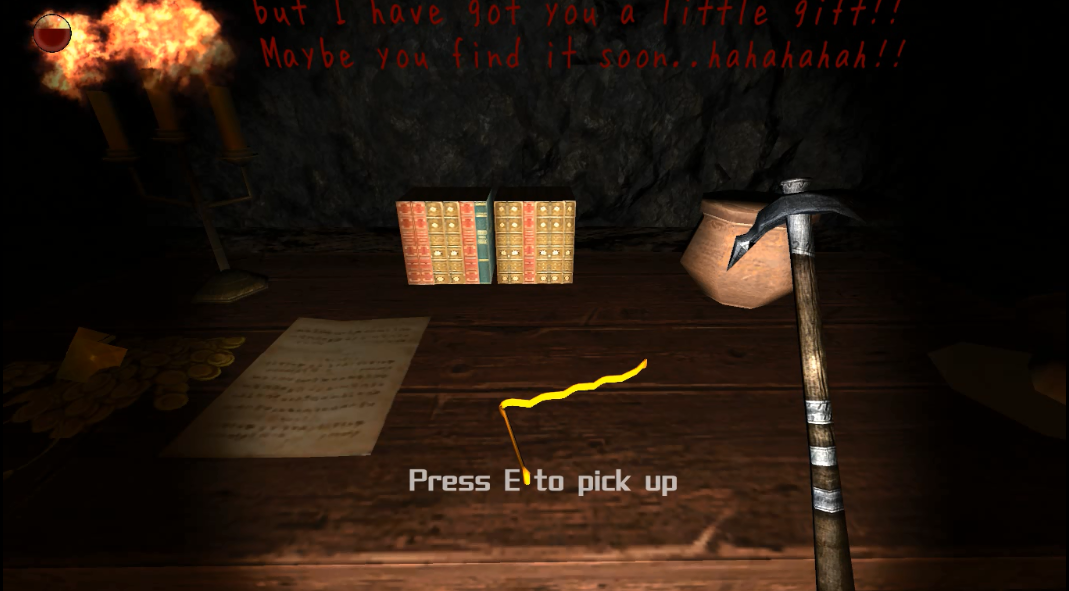 but I have got you a little gift!!
Maybe you find it soon..hahahahah!!
Press E to pick up